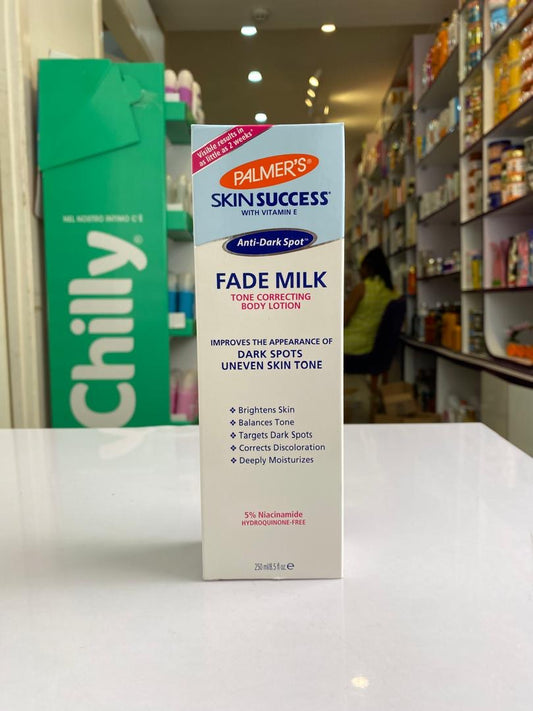 Visible results in
as little as 2 weeks*
PALMER'S®
SKIN SUCCESS®
WITH VITAMIN E
Anti-Dark Spot™
FADE MILK
TONE CORRECTING
BODY LOTION
IMPROVES THE APPEARANCE OF
DARK SPOTS
UNEVEN SKIN TONE
❖ Brightens Skin
❖ Balances Tone
❖ Targets Dark Spots
❖ Corrects Discoloration
❖ Deeply Moisturizes
5% Niacinamide
HYDROQUINONE-FREE
250 ml/8.5 fl oz. ℮
NEL NOSTRO INTIMO C'È
Chilly®